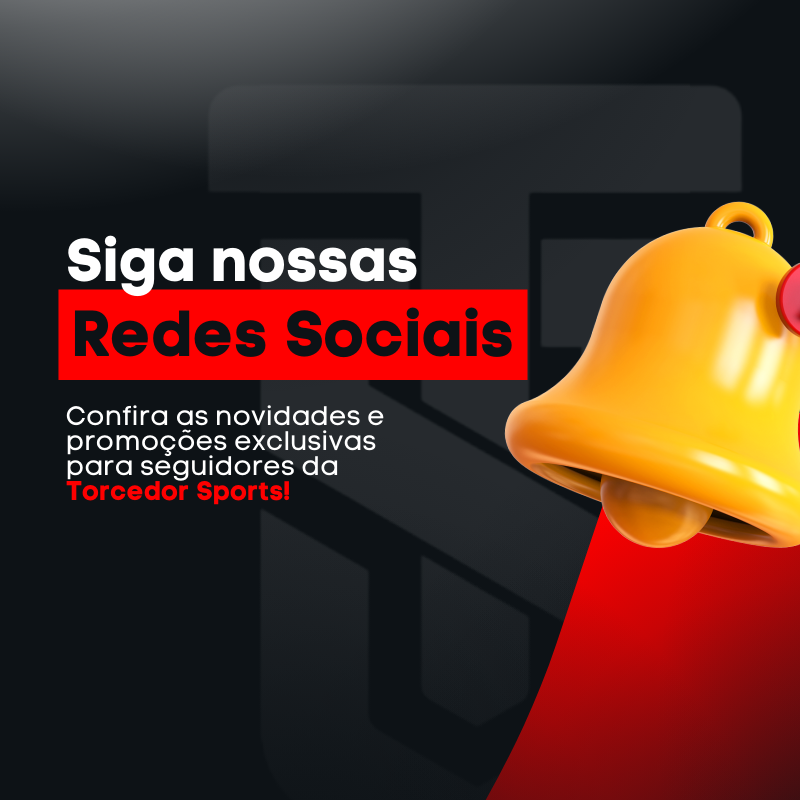 Siga nossas
Redes Sociais
Confira as novidades e
promoções exclusivas
para seguidores da
Torcedor Sports!